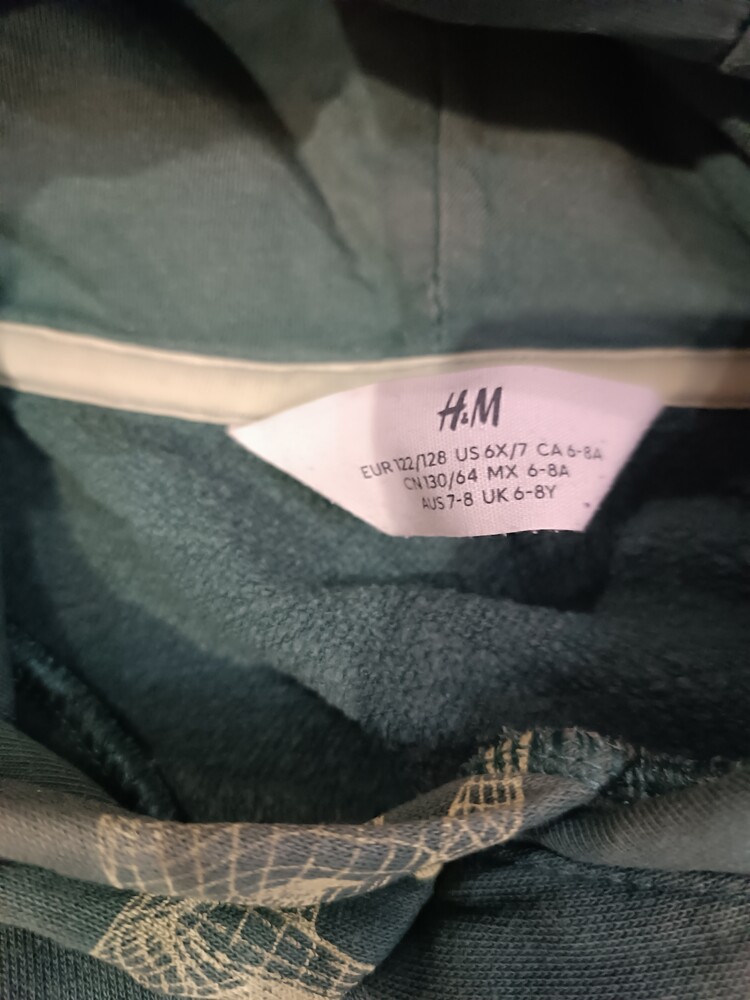 H&M
EUR 122/128 US 6X/7 CA 6-8A
CN 130/64 MX 6-8A
AUS 7-8 UK 6-8Y